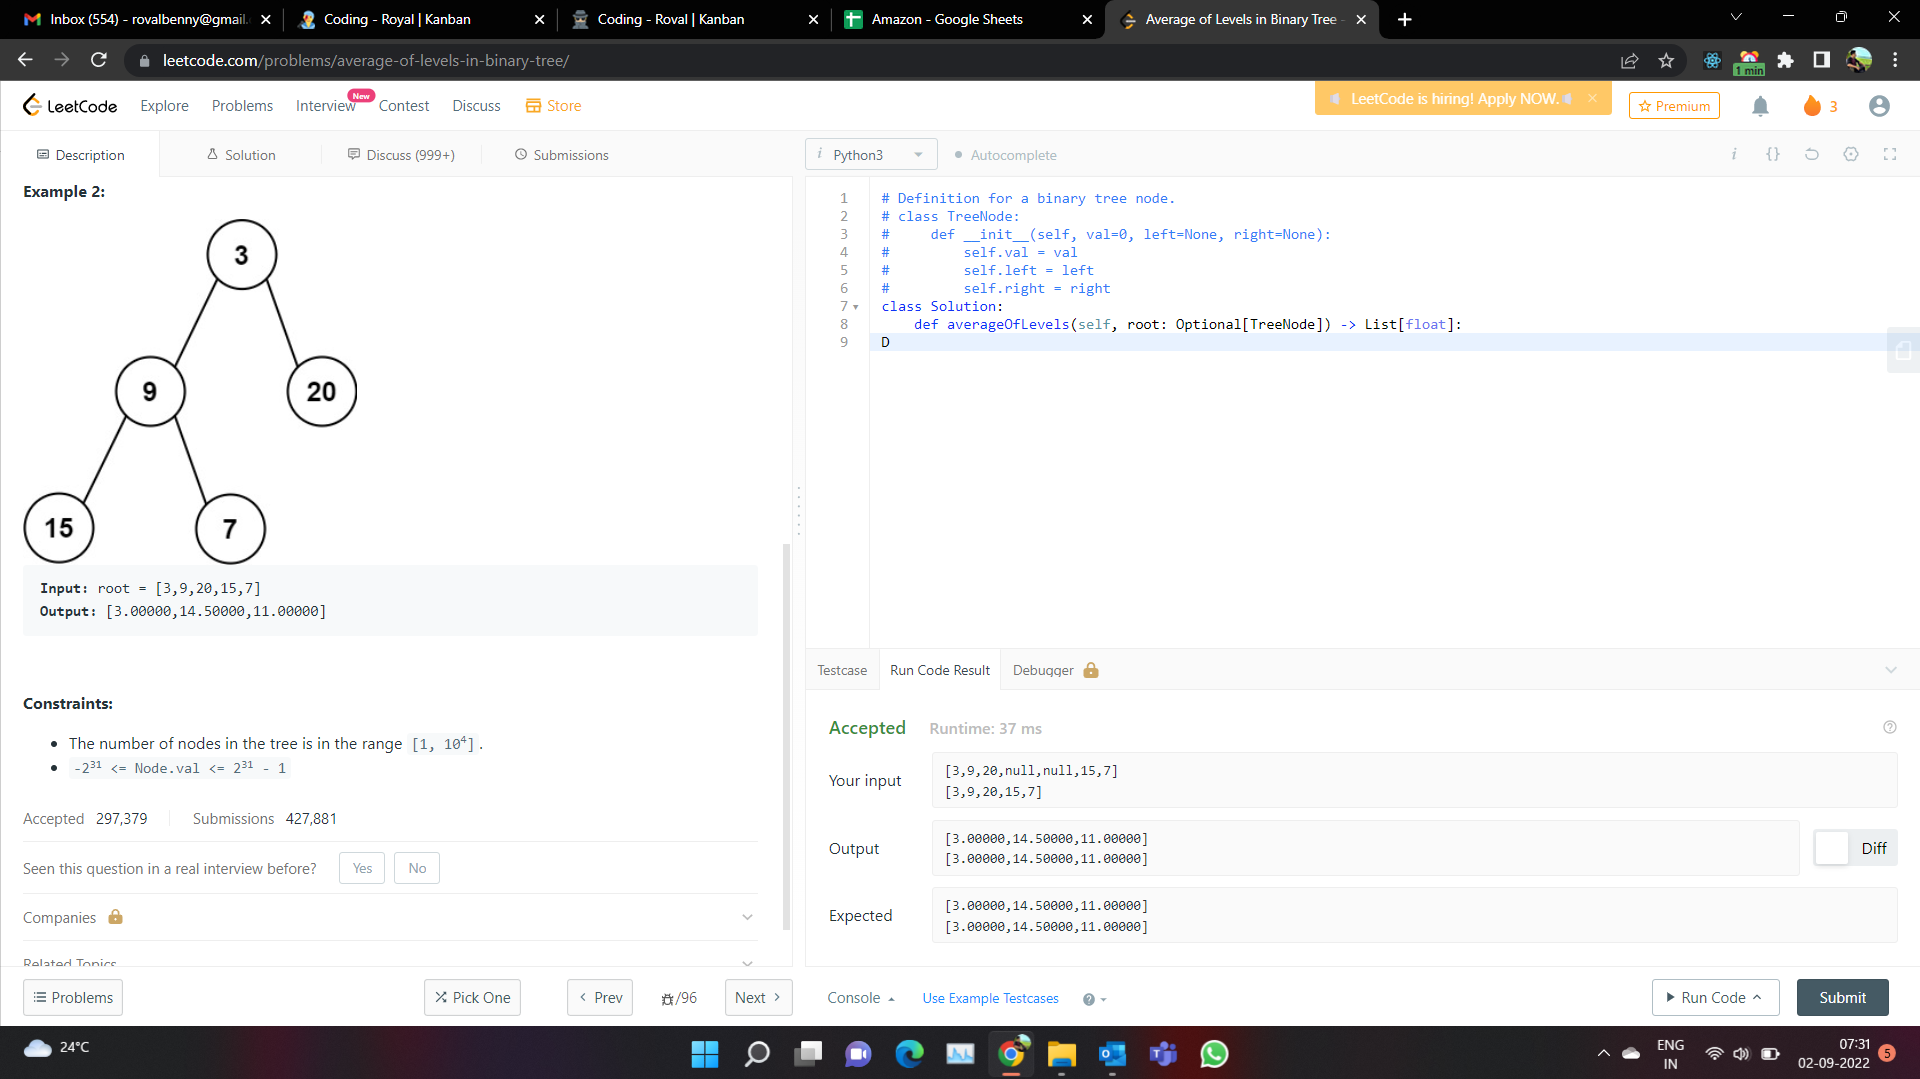 Inbox (554) - rovalbenny@gmail.
Coding - Royal | Kanban
Coding - Roval | Kanban
Amazon - Google Sheets
Average of Levels in Binary Tree -
leetcode.com/problems/average-of-levels-in-binary-tree/
1 min
LeetCode
Explore
Problems
Interview
New
Contest
Discuss
Store
LeetCode is hiring! Apply NOW.
Premium
3
Description
Solution
Discuss (999+)
Submissions
i Python3
Autocomplete
i
{}
Example 2:
3
9
20
15
7
Input: root = [3,9,20,15,7]
Output: [3.00000,14.50000,11.00000]
Constraints:
The number of nodes in the tree is in the range [1, 10⁴].
-2³¹ <= Node.val <= 2³¹ - 1
Accepted 297,379
Submissions 427,881
Seen this question in a real interview before?
Yes
No
Companies
Related Topics
1 # Definition for a binary tree node.
2 # class TreeNode:
3 #     def __init__(self, val=0, left=None, right=None):
4 #         self.val = val
5 #         self.left = left
6 #         self.right = right
7 class Solution:
8     def averageOfLevels(self, root: Optional[TreeNode]) -> List[float]:
9 D
Testcase
Run Code Result
Debugger
Accepted
Runtime: 37 ms
Your input
[3,9,20,null,null,15,7]
[3,9,20,15,7]
Output
[3.00000,14.50000,11.00000]
[3.00000,14.50000,11.00000]
Diff
Expected
[3.00000,14.50000,11.00000]
[3.00000,14.50000,11.00000]
Problems
Pick One
Prev
/96
Next
Console
Use Example Testcases
Run Code
Submit
24°C
ENG
IN
07:31
02-09-2022
5